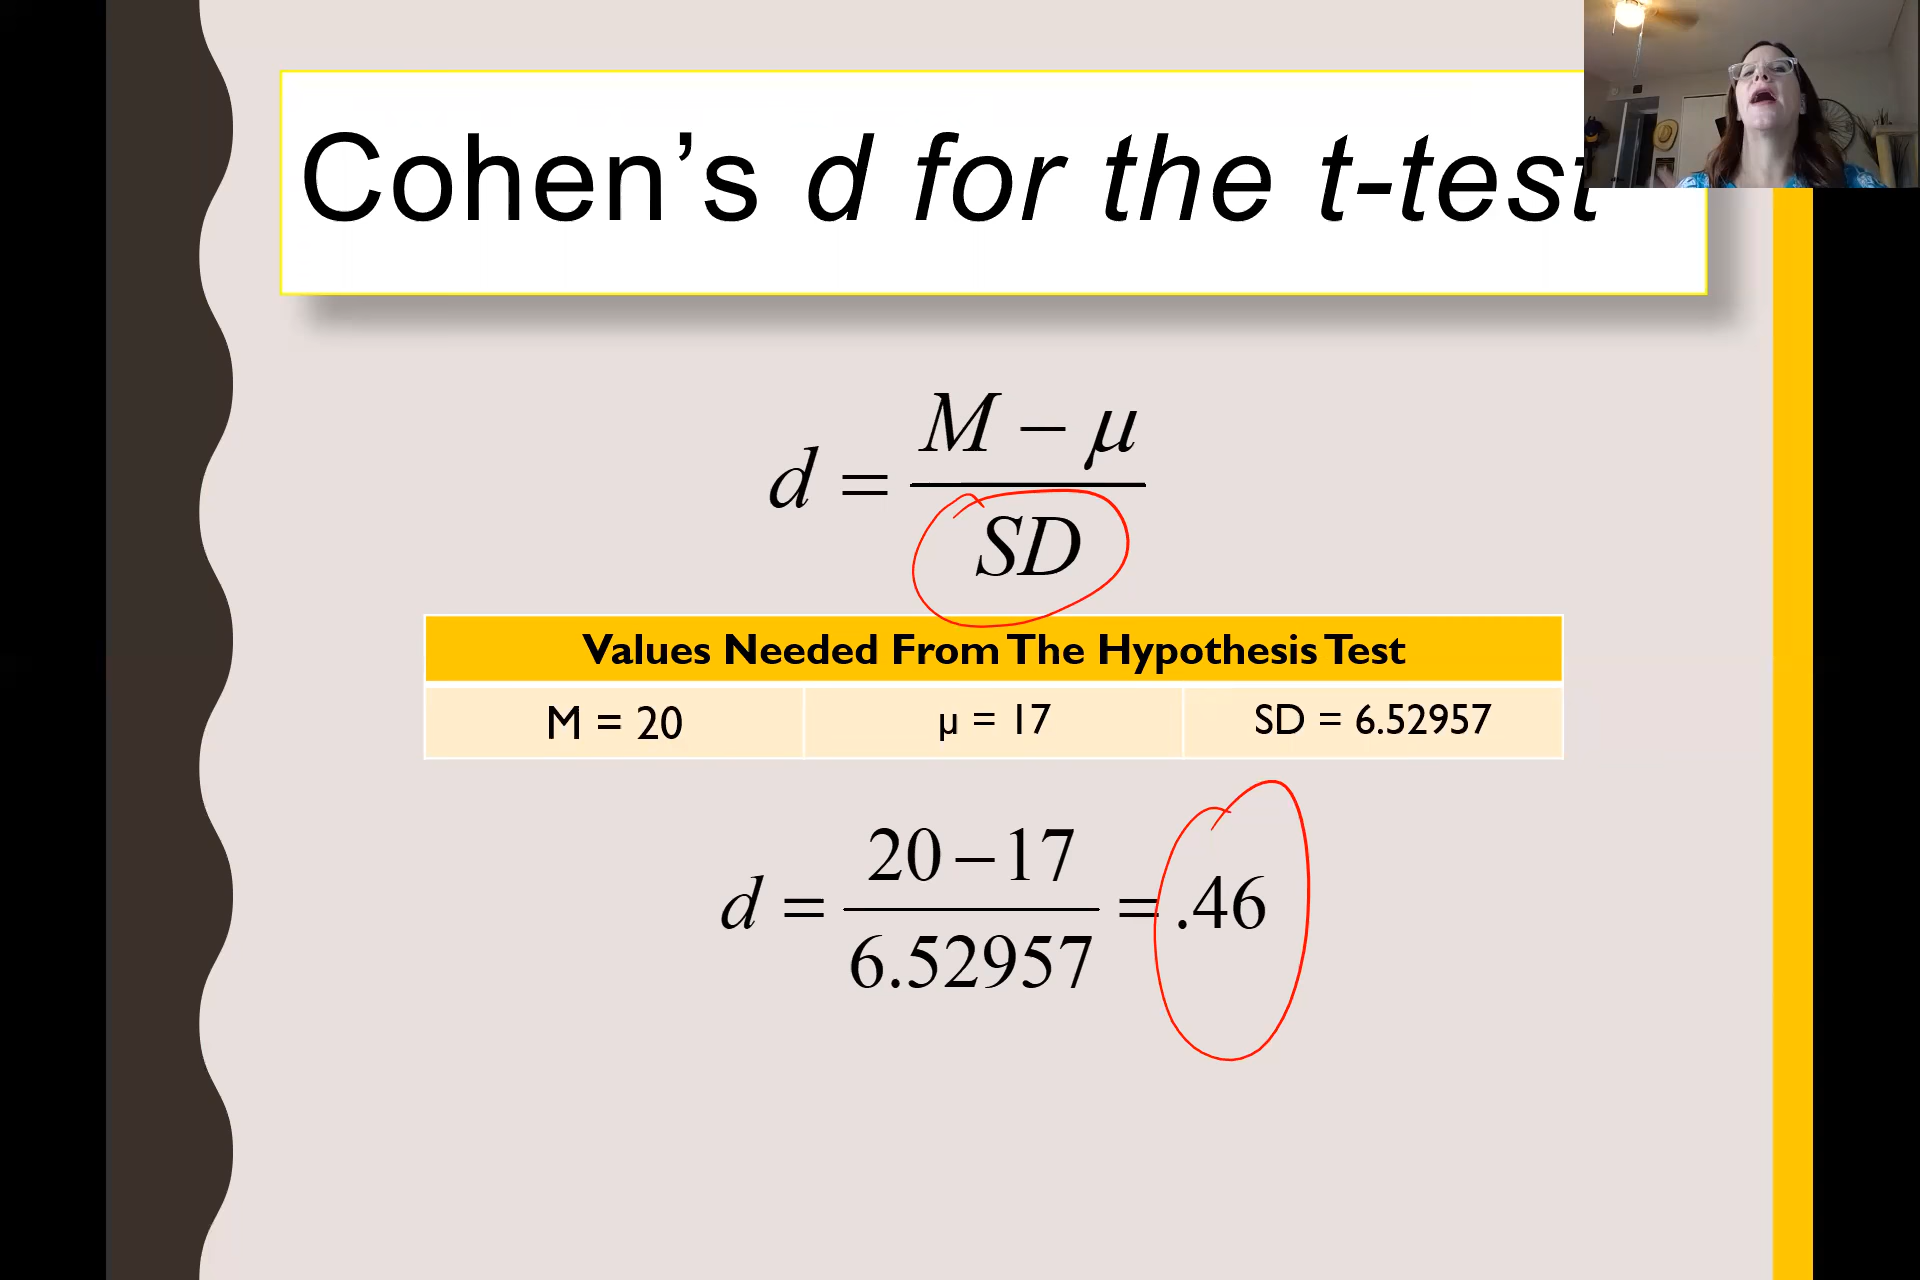 Cohen’s d for the t-test
d = M − μ / SD
Values Needed From The Hypothesis Test
M = 20 μ = 17 SD = 6.52957
d = 20 − 17 / 6.52957 = .46